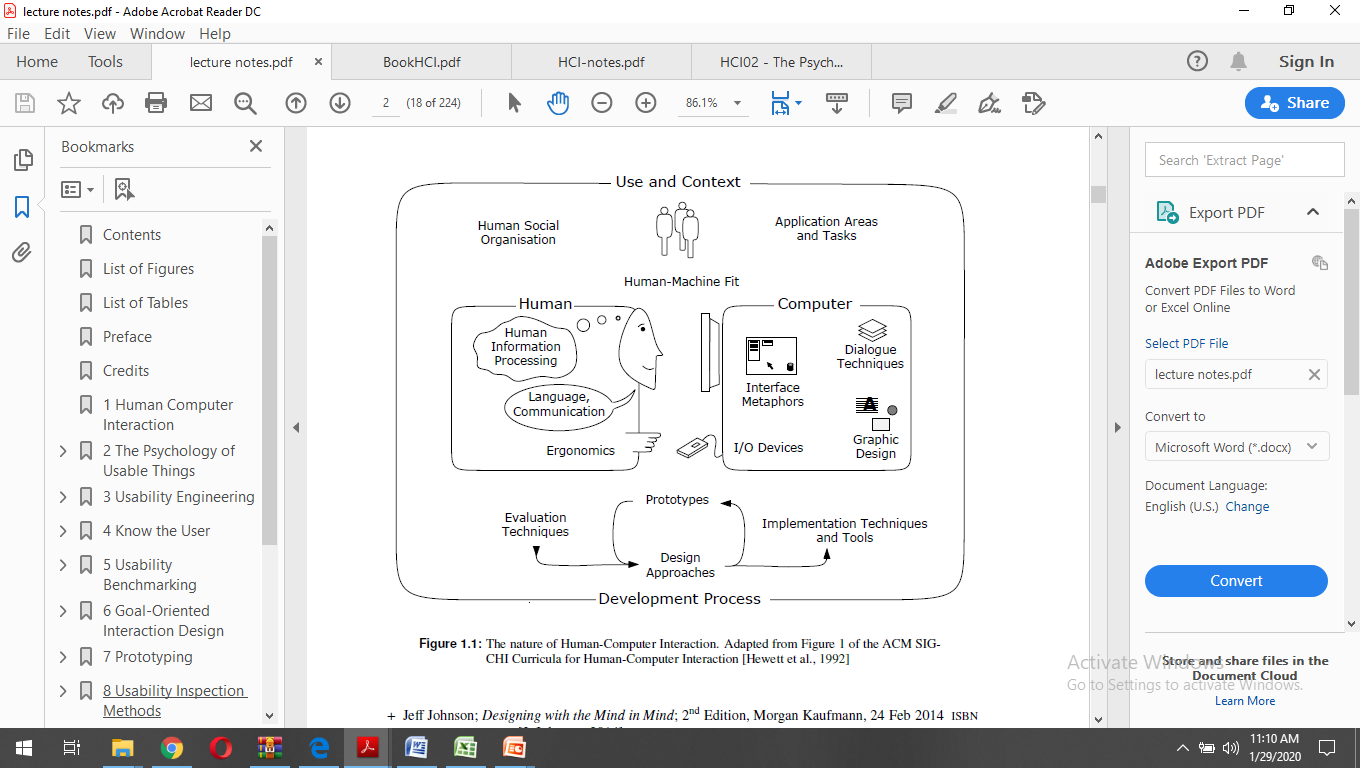 lecture notes.pdf - Adobe Acrobat Reader DC
File Edit View Window Help
Home Tools lecture notes.pdf × BookHCI.pdf HCI-notes.pdf HCI02 - The Psych... Sign In
2 (18 of 224) 86.1% Share
Bookmarks
Contents
List of Figures
List of Tables
Preface
Credits
1 Human Computer
Interaction
2 The Psychology of
Usable Things
3 Usability Engineering
4 Know the User
5 Usability
Benchmarking
6 Goal-Oriented
Interaction Design
7 Prototyping
8 Usability Inspection
Methods
Use and Context
Human Social
Organisation
Application Areas
and Tasks
Human-Machine Fit
Human
Human
Information
Processing
Language,
Communication
Ergonomics
Computer
Dialogue
Techniques
Interface
Metaphors
A
Graphic
Design
I/O Devices
Prototypes
Evaluation
Techniques
Implementation Techniques
and Tools
Design
Approaches
Development Process
Figure 1.1: The nature of Human-Computer Interaction. Adapted from Figure 1 of the ACM SIG-
CHI Curricula for Human-Computer Interaction [Hewett et al., 1992]
+ Jeff Johnson; Designing with the Mind in Mind; 2nd Edition, Morgan Kaufmann, 24 Feb 2014 ISBN
Search 'Extract Page'
Export PDF
Adobe Export PDF
Convert PDF Files to Word
or Excel Online
Select PDF File
lecture notes.pdf
Convert to
Microsoft Word (*.docx)
Document Language:
English (U.S.) Change
Convert
Store and share files in the
Document Cloud
Learn More
Activate Windows
Go to Settings to activate Windows.
11:10 AM
1/29/2020